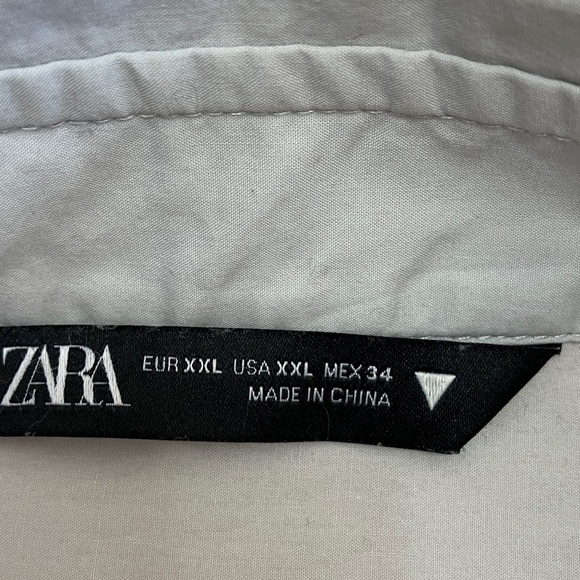 ZARA
EUR XXL USA XXL MEX 34
MADE IN CHINA